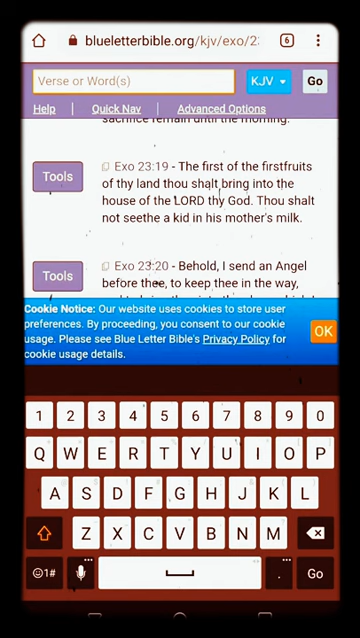 blueletterbible.org/kjv/exo/2
6
Verse or Word(s)
KJV
Go
Help | Quick Nav | Advanced Options
sacrifice remain until the morning.
Tools
Exo 23:19 - The first of the firstfruits
of thy land thou shalt bring into the
house of the LORD thy God. Thou shalt
not seethe a kid in his mother's milk.
Tools
Exo 23:20 - Behold, I send an Angel
before thee, to keep thee in the way,
Cookie Notice: Our website uses cookies to store user
preferences. By proceeding, you consent to our cookie
usage. Please see Blue Letter Bible's Privacy Policy for
cookie usage details.
OK
1 2 3 4 5 6 7 8 9 0
Q W E R T Y U I O P
A S D F G H J K L
Z X C V B N M
1# . Go